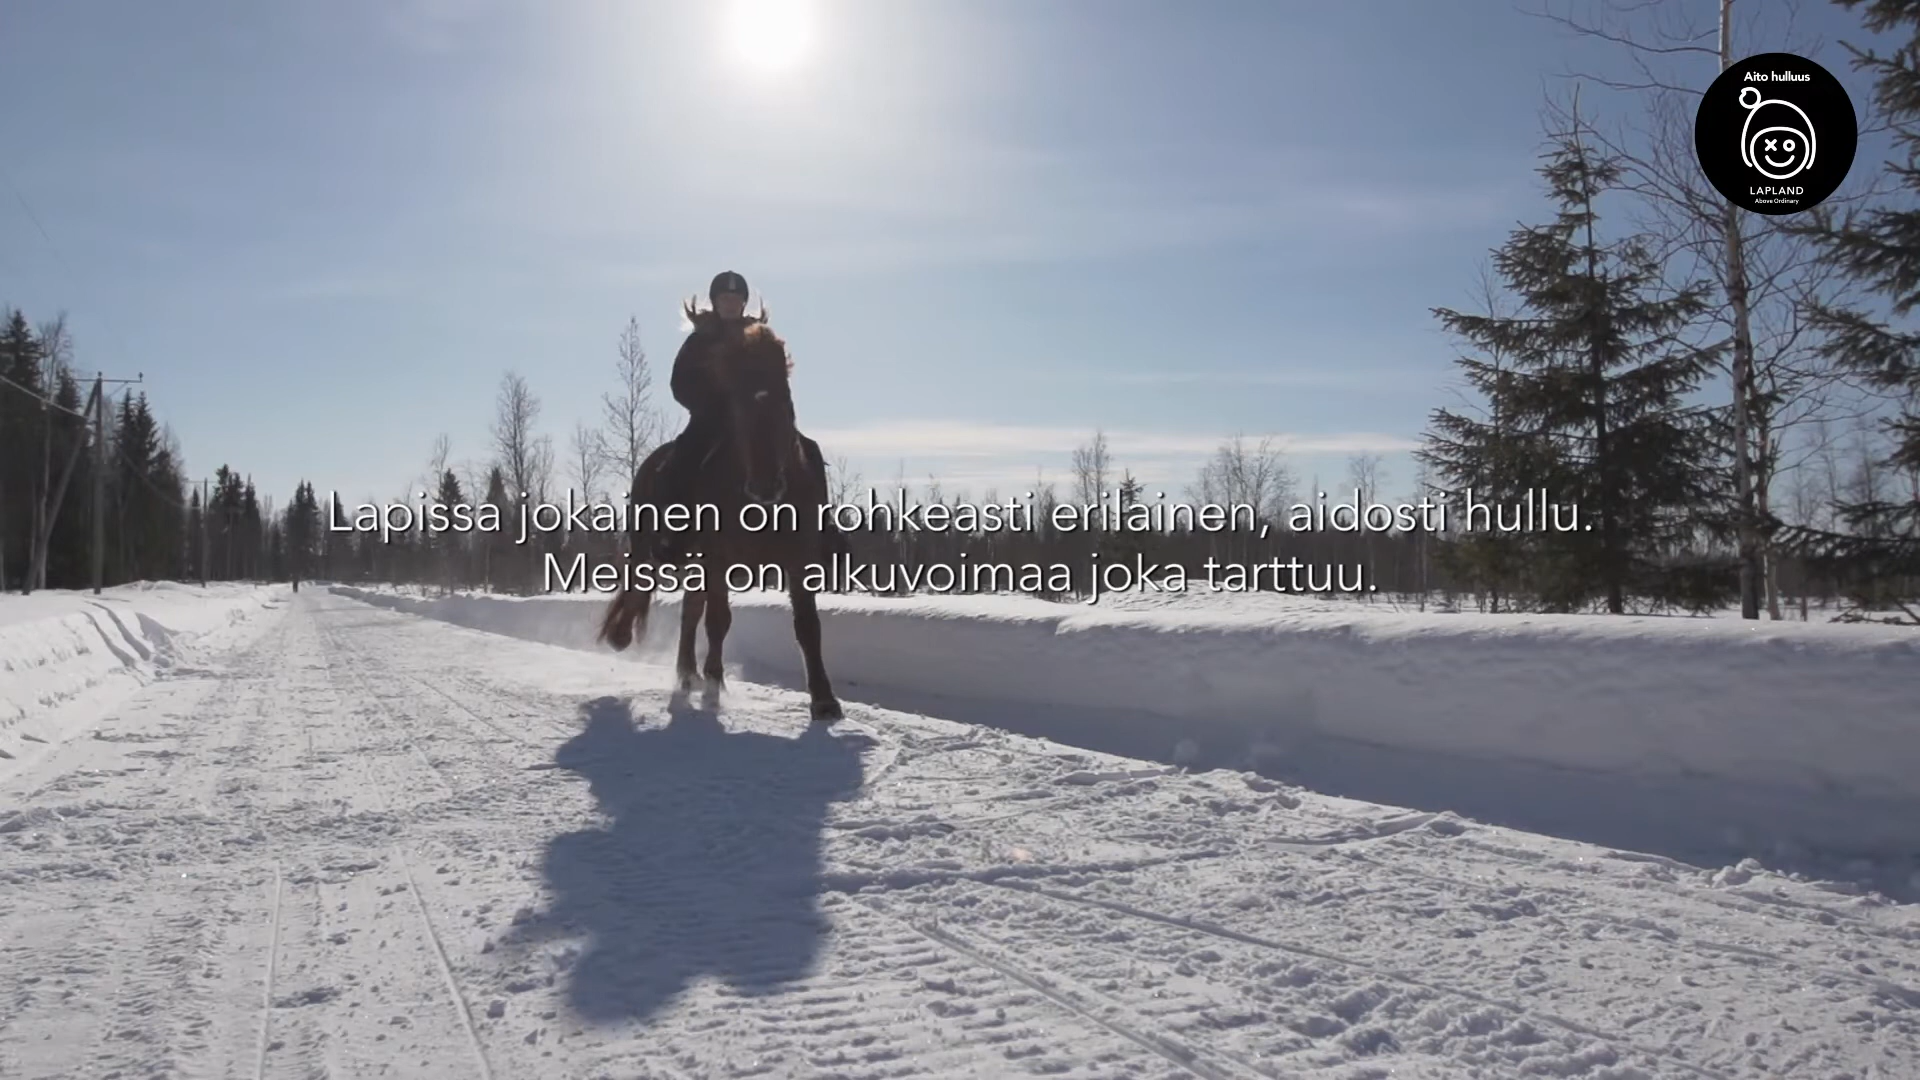 Aito hulluus
LAPLAND
Above Ordinary
Lapissa jokainen on rohkeasti erilainen, aidosti hullu.
Meissä on alkuvoimaa joka tarttuu.